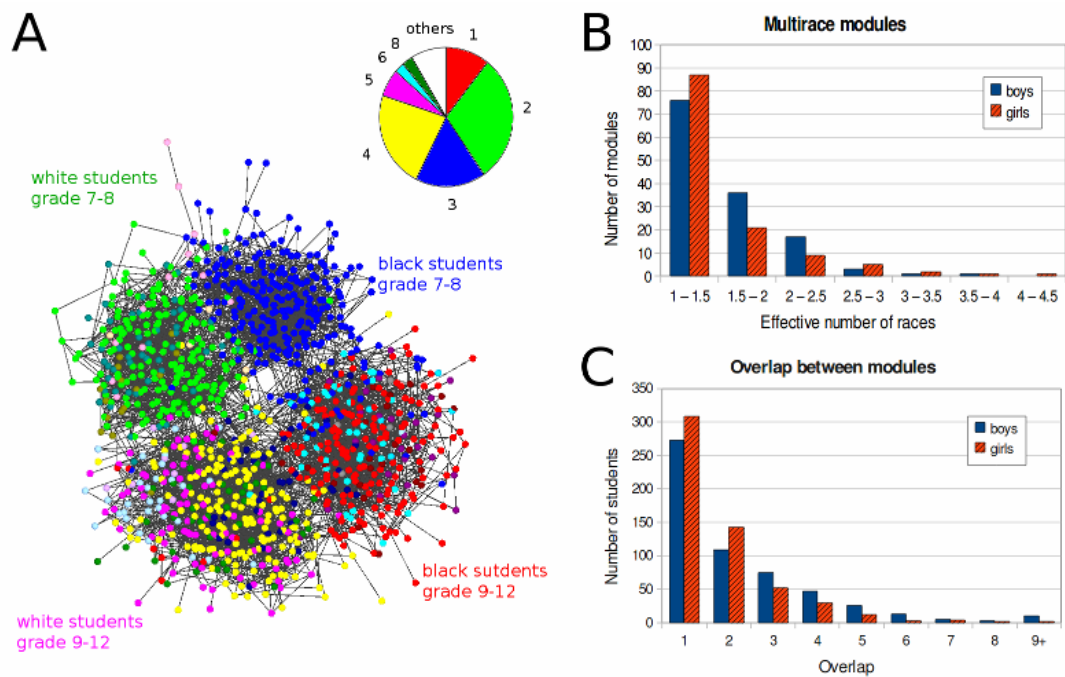 A
others
1
2
3
4
5
6
8
white students
grade 7-8
black students
grade 7-8
black sutdents
grade 9-12
white students
grade 9-12
B
Multirace modules
Number of modules
100
90
80
70
60
50
40
30
20
10
0
boys
girls
1 – 1.5
1.5 – 2
2 – 2.5
2.5 – 3
3 – 3.5
3.5 – 4
4 – 4.5
Effective number of races
C
Overlap between modules
Number of students
350
300
250
200
150
100
50
0
boys
girls
1
2
3
4
5
6
7
8
9+
Overlap